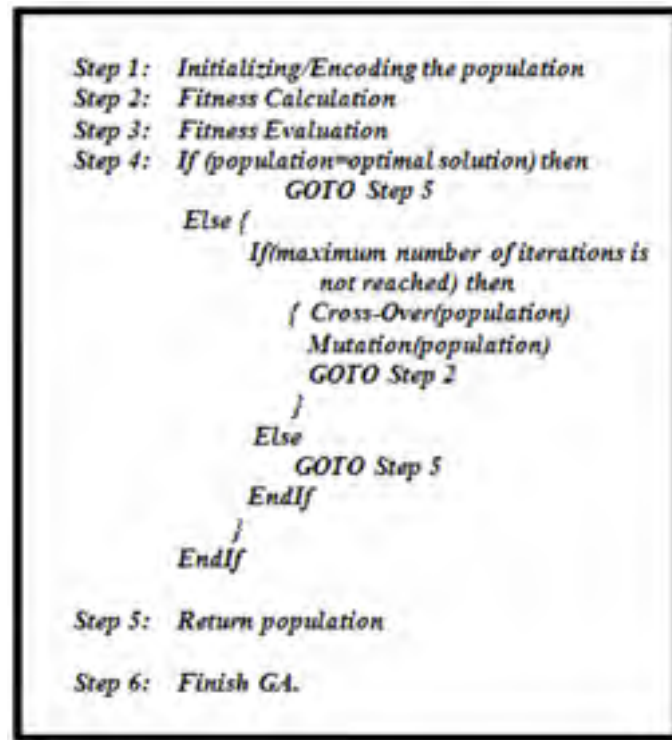 Step 1: Initializing/Encoding the population
Step 2: Fitness Calculation
Step 3: Fitness Evaluation
Step 4: If (population=optimal solution) then
GOTO Step 5
Else {
If(maximum number of iterations is
not reached) then
{ Cross-Over(population)
Mutation(population)
GOTO Step 2
}
Else
GOTO Step 5
EndIf
}
EndIf
Step 5: Return population
Step 6: Finish GA.